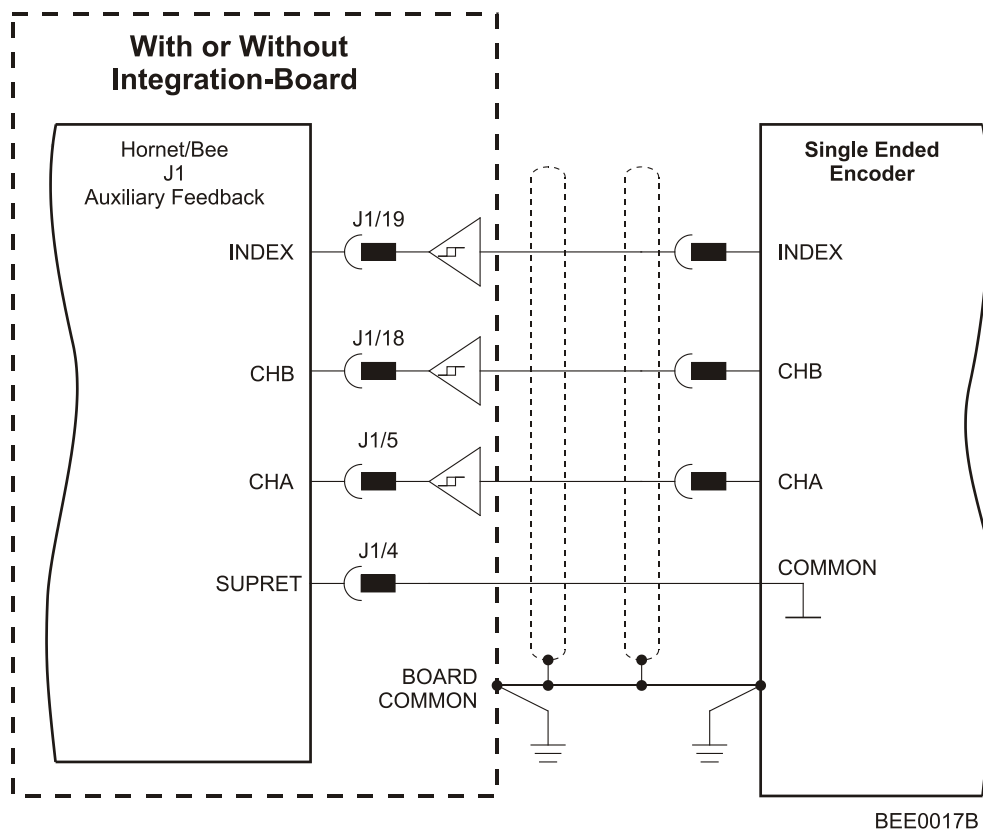 With or Without
Integration-Board
Hornet/Bee
J1
Auxiliary Feedback
Single Ended
Encoder
J1/19
INDEX
INDEX
J1/18
CHB
CHB
J1/5
CHA
CHA
J1/4
SUPRET
COMMON
BOARD
COMMON
BEE0017B